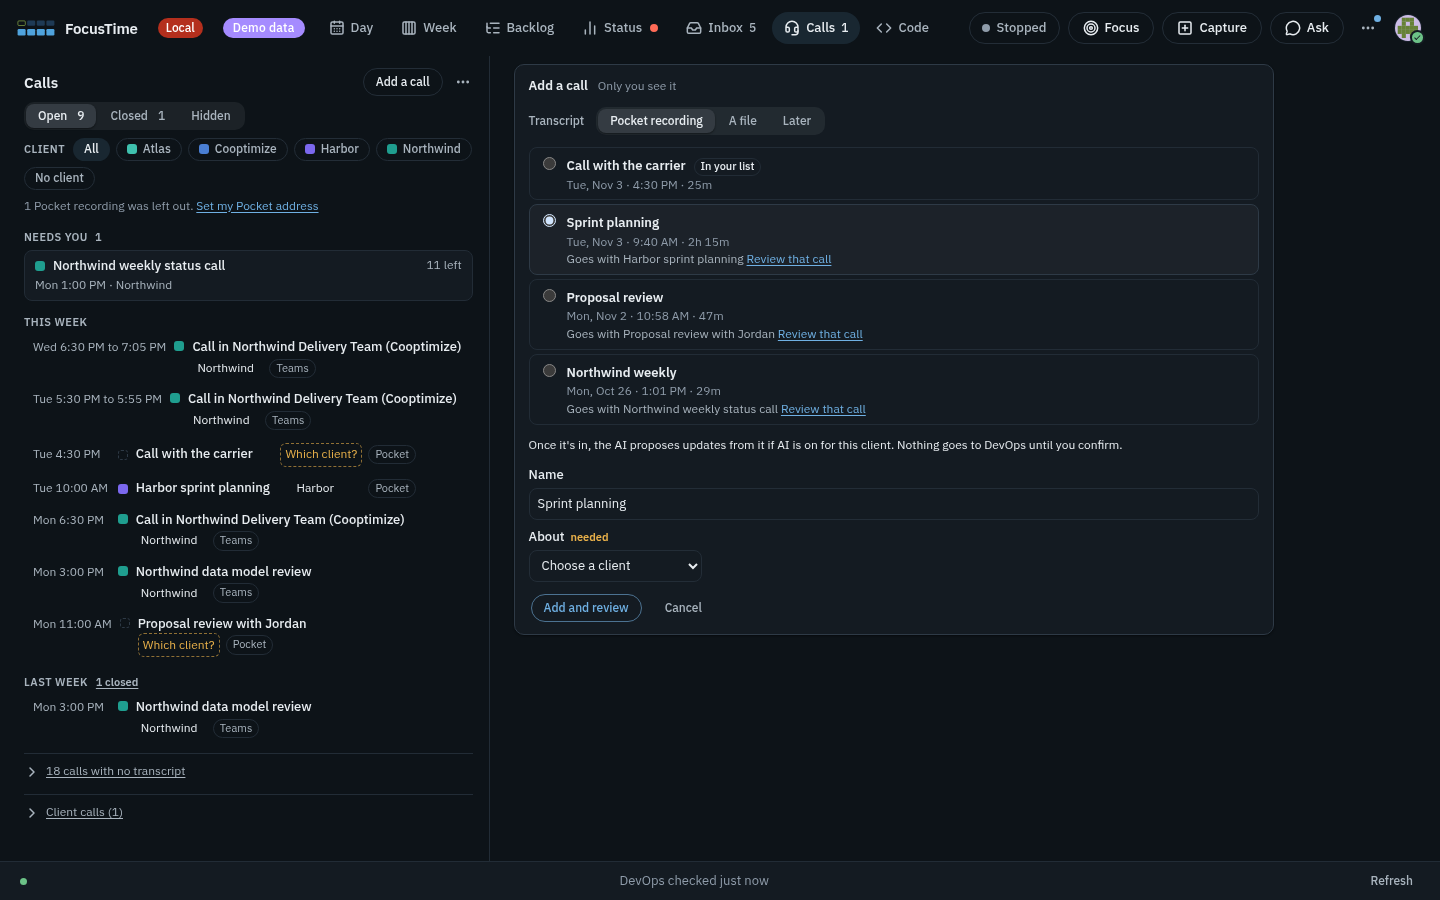 FocusTime Local Demo data Day Week Backlog Status Inbox 5 Calls 1 Code Stopped Focus Capture Ask
Calls Add a call
Open 9 Closed 1 Hidden
CLIENT All Atlas Cooptimize Harbor Northwind
No client
1 Pocket recording was left out. Set my Pocket address
NEEDS YOU 1
Northwind weekly status call 11 left
Mon 1:00 PM · Northwind
THIS WEEK
Wed 6:30 PM to 7:05 PM Call in Northwind Delivery Team (Cooptimize)
Northwind Teams
Tue 5:30 PM to 5:55 PM Call in Northwind Delivery Team (Cooptimize)
Northwind Teams
Tue 4:30 PM Call with the carrier Which client? Pocket
Tue 10:00 AM Harbor sprint planning Harbor Pocket
Mon 6:30 PM Call in Northwind Delivery Team (Cooptimize)
Northwind Teams
Mon 3:00 PM Northwind data model review
Northwind Teams
Mon 11:00 AM Proposal review with Jordan
Which client? Pocket
LAST WEEK 1 closed
Mon 3:00 PM Northwind data model review
Northwind Teams
18 calls with no transcript
Client calls (1)
Add a call Only you see it
Transcript Pocket recording A file Later
Call with the carrier In your list
Tue, Nov 3 · 4:30 PM · 25m
Sprint planning
Tue, Nov 3 · 9:40 AM · 2h 15m
Goes with Harbor sprint planning Review that call
Proposal review
Mon, Nov 2 · 10:58 AM · 47m
Goes with Proposal review with Jordan Review that call
Northwind weekly
Mon, Oct 26 · 1:01 PM · 29m
Goes with Northwind weekly status call Review that call
Once it's in, the AI proposes updates from it if AI is on for this client. Nothing goes to DevOps until you confirm.
Name
Sprint planning
About needed
Choose a client
Add and review Cancel
DevOps checked just now Refresh